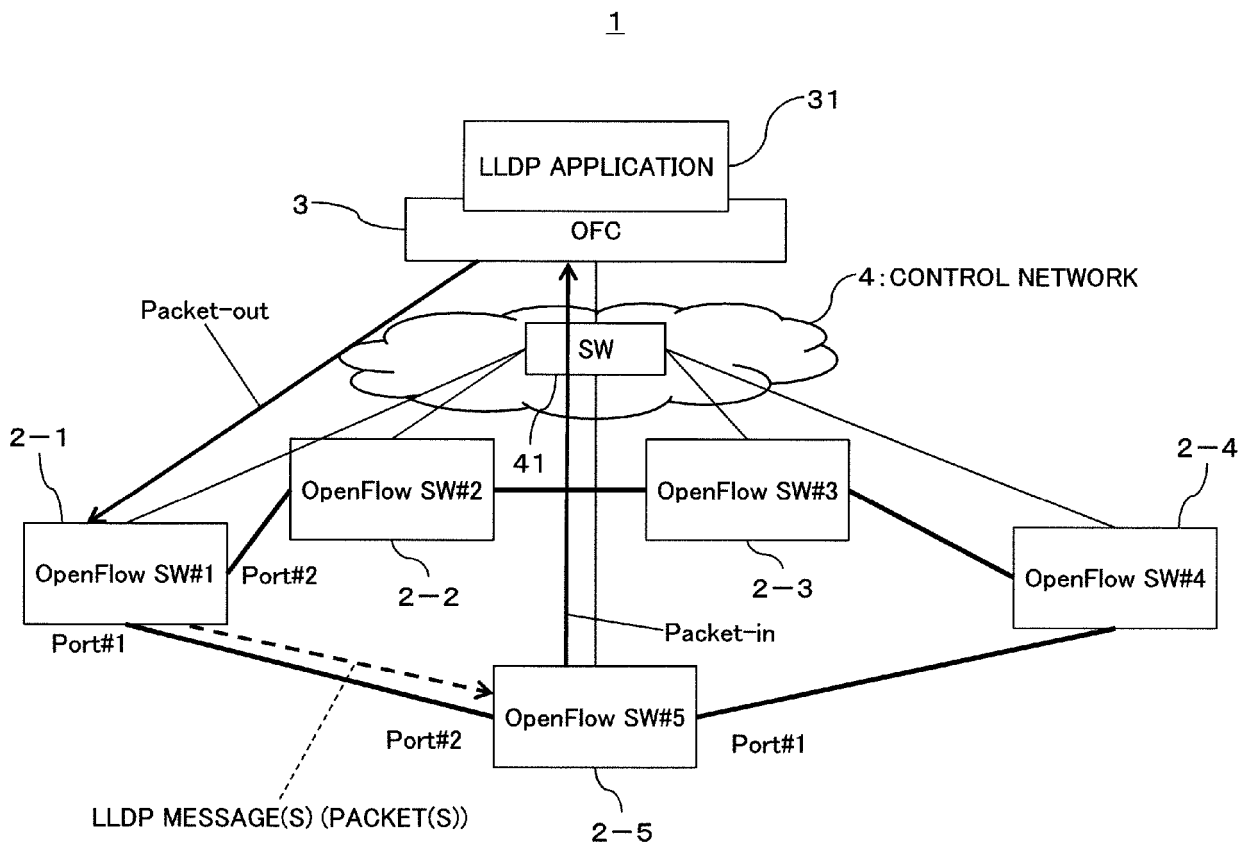 1
31
LLDP APPLICATION
3
OFC
4:CONTROL NETWORK
Packet-out
SW
41
2-1
2-4
OpenFlow SW#2
OpenFlow SW#3
OpenFlow SW#1
Port#2
OpenFlow SW#4
2-2
2-3
Port#1
Packet-in
OpenFlow SW#5
Port#2
Port#1
LLDP MESSAGE(S) (PACKET(S))
2-5